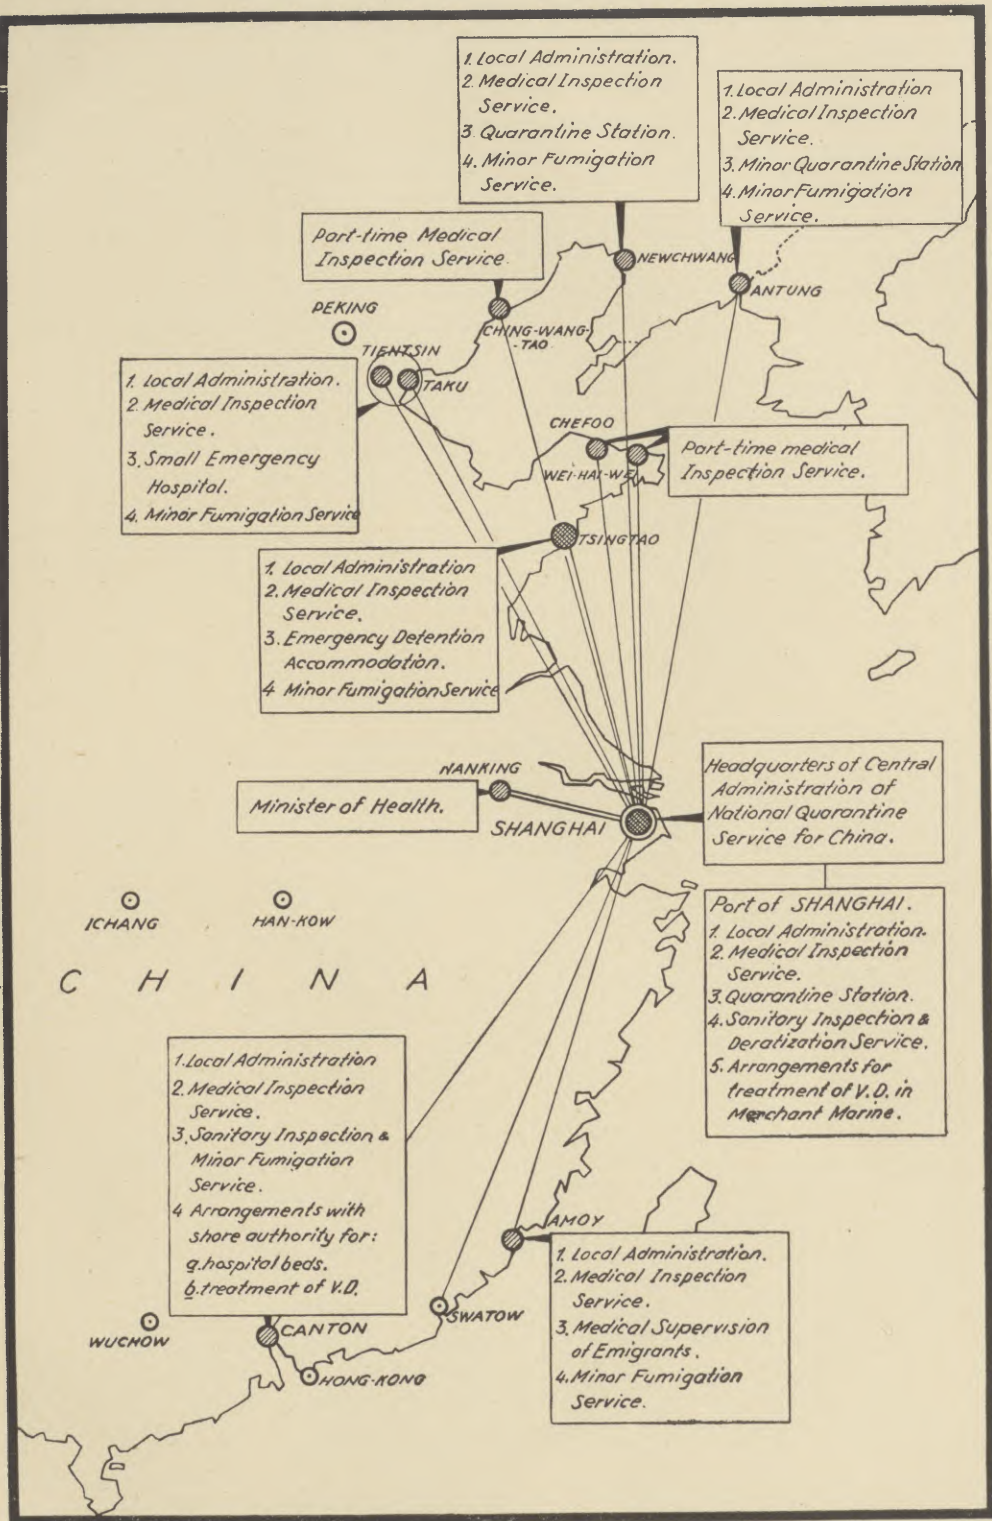 1. Local Administration.
2. Medical Inspection
Service.
3. Quarantine Station.
4. Minor Fumigation
Service.
1. Local Administration
2. Medical Inspection
Service.
3. Minor Quarantine Station
4. Minor Fumigation
Service.
Part-time Medical
Inspection Service.
NEWCHWANG
ANTUNG
PEKING
CHING-WANG-
-TAO
TIENTSIN
TAKU
1. Local Administration.
2. Medical Inspection
Service.
3. Small Emergency
Hospital.
4. Minor Fumigation Service
CHEFOO
WEI-HAI-WEI
Part-time medical
Inspection Service.
TSINGTAO
1. Local Administration
2. Medical Inspection
Service.
3. Emergency Detention
Accommodation.
4 Minor Fumigation Service
NANKING
Minister of Health.
SHANGHAI
Headquarters of Central
Administration of
National Quarantine
Service for China.
ICHANG
HAN-KOW
CHINA
Port of SHANGHAI.
1. Local Administration.
2. Medical Inspection
Service.
3. Quarantine Station.
4. Sanitary Inspection &
Deratization Service.
5. Arrangements for
treatment of V.D. in
Merchant Marine.
1. Local Administration
2. Medical Inspection
Service.
3. Sanitary Inspection &
Minor Fumigation
Service.
4 Arrangements with
shore authority for:
a. hospital beds.
b. treatment of V.D.
AMOY
1. Local Administration.
2. Medical Inspection
Service.
3. Medical Supervision
of Emigrants.
4. Minor Fumigation
Service.
SWATOW
WUCHOW
CANTON
HONG-KONG